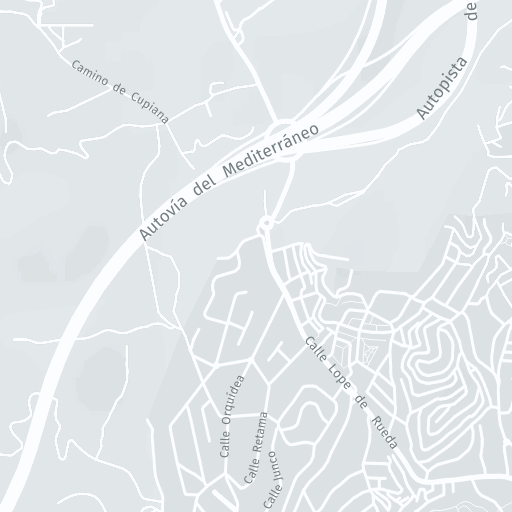 de
Autopista
Camino de Cupiana
Autovía del Mediterráneo
Calle Lope de Rueda
Calle Orquídea
Calle Retama
Calle Junco